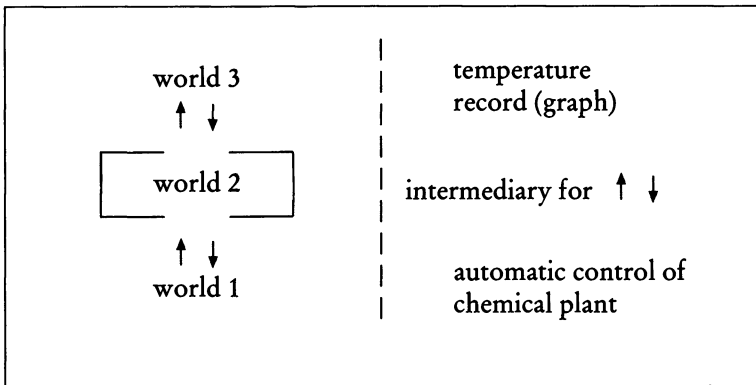 world 3
world 2
world 1
temperature
record (graph)
intermediary for
automatic control of
chemical plant